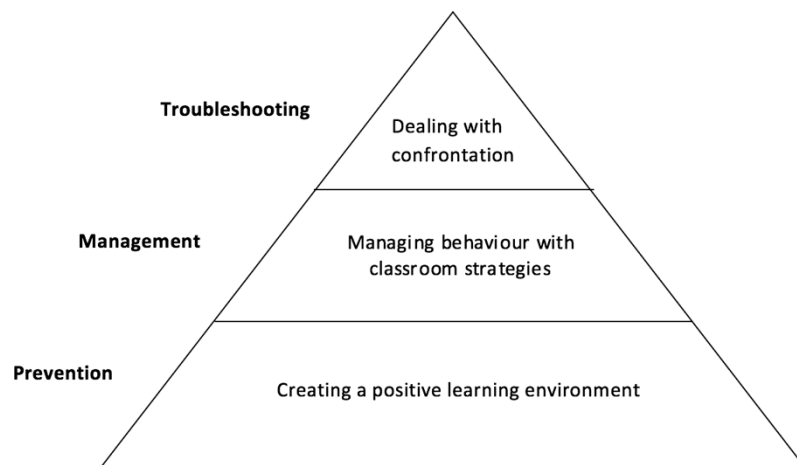 Troubleshooting
Dealing with
confrontation
Management
Managing behaviour with
classroom strategies
Prevention
Creating a positive learning environment